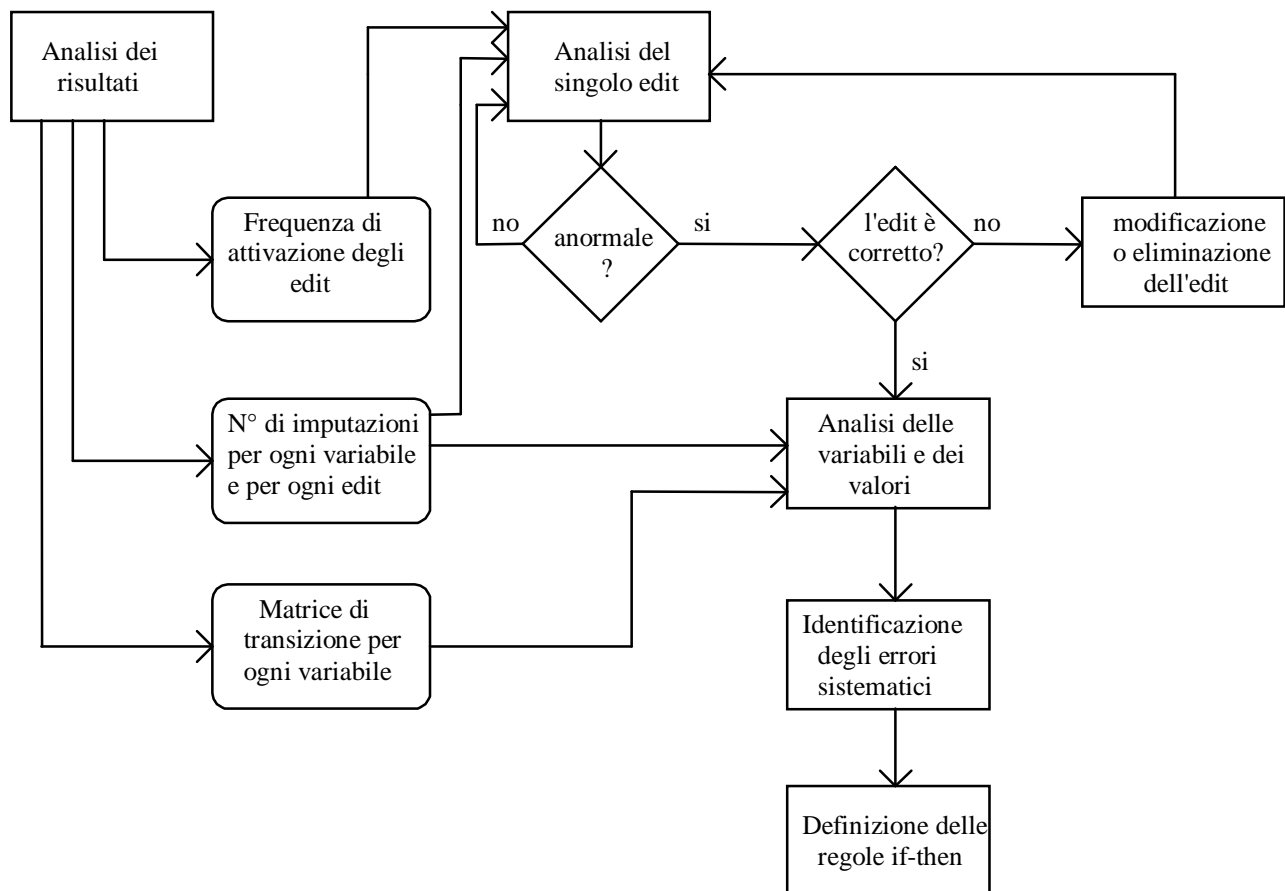 Analisi dei
risultati
Analisi del
singolo edit
Frequenza di
attivazione degli
edit
no
anormale
?
si
l'edit è
corretto?
no
modificazione
o eliminazione
dell'edit
si
N° di imputazioni
per ogni variabile
e per ogni edit
Analisi delle
variabili e dei
valori
Matrice di
transizione per
ogni variabile
Identificazione
degli errori
sistematici
Definizione delle
regole if-then